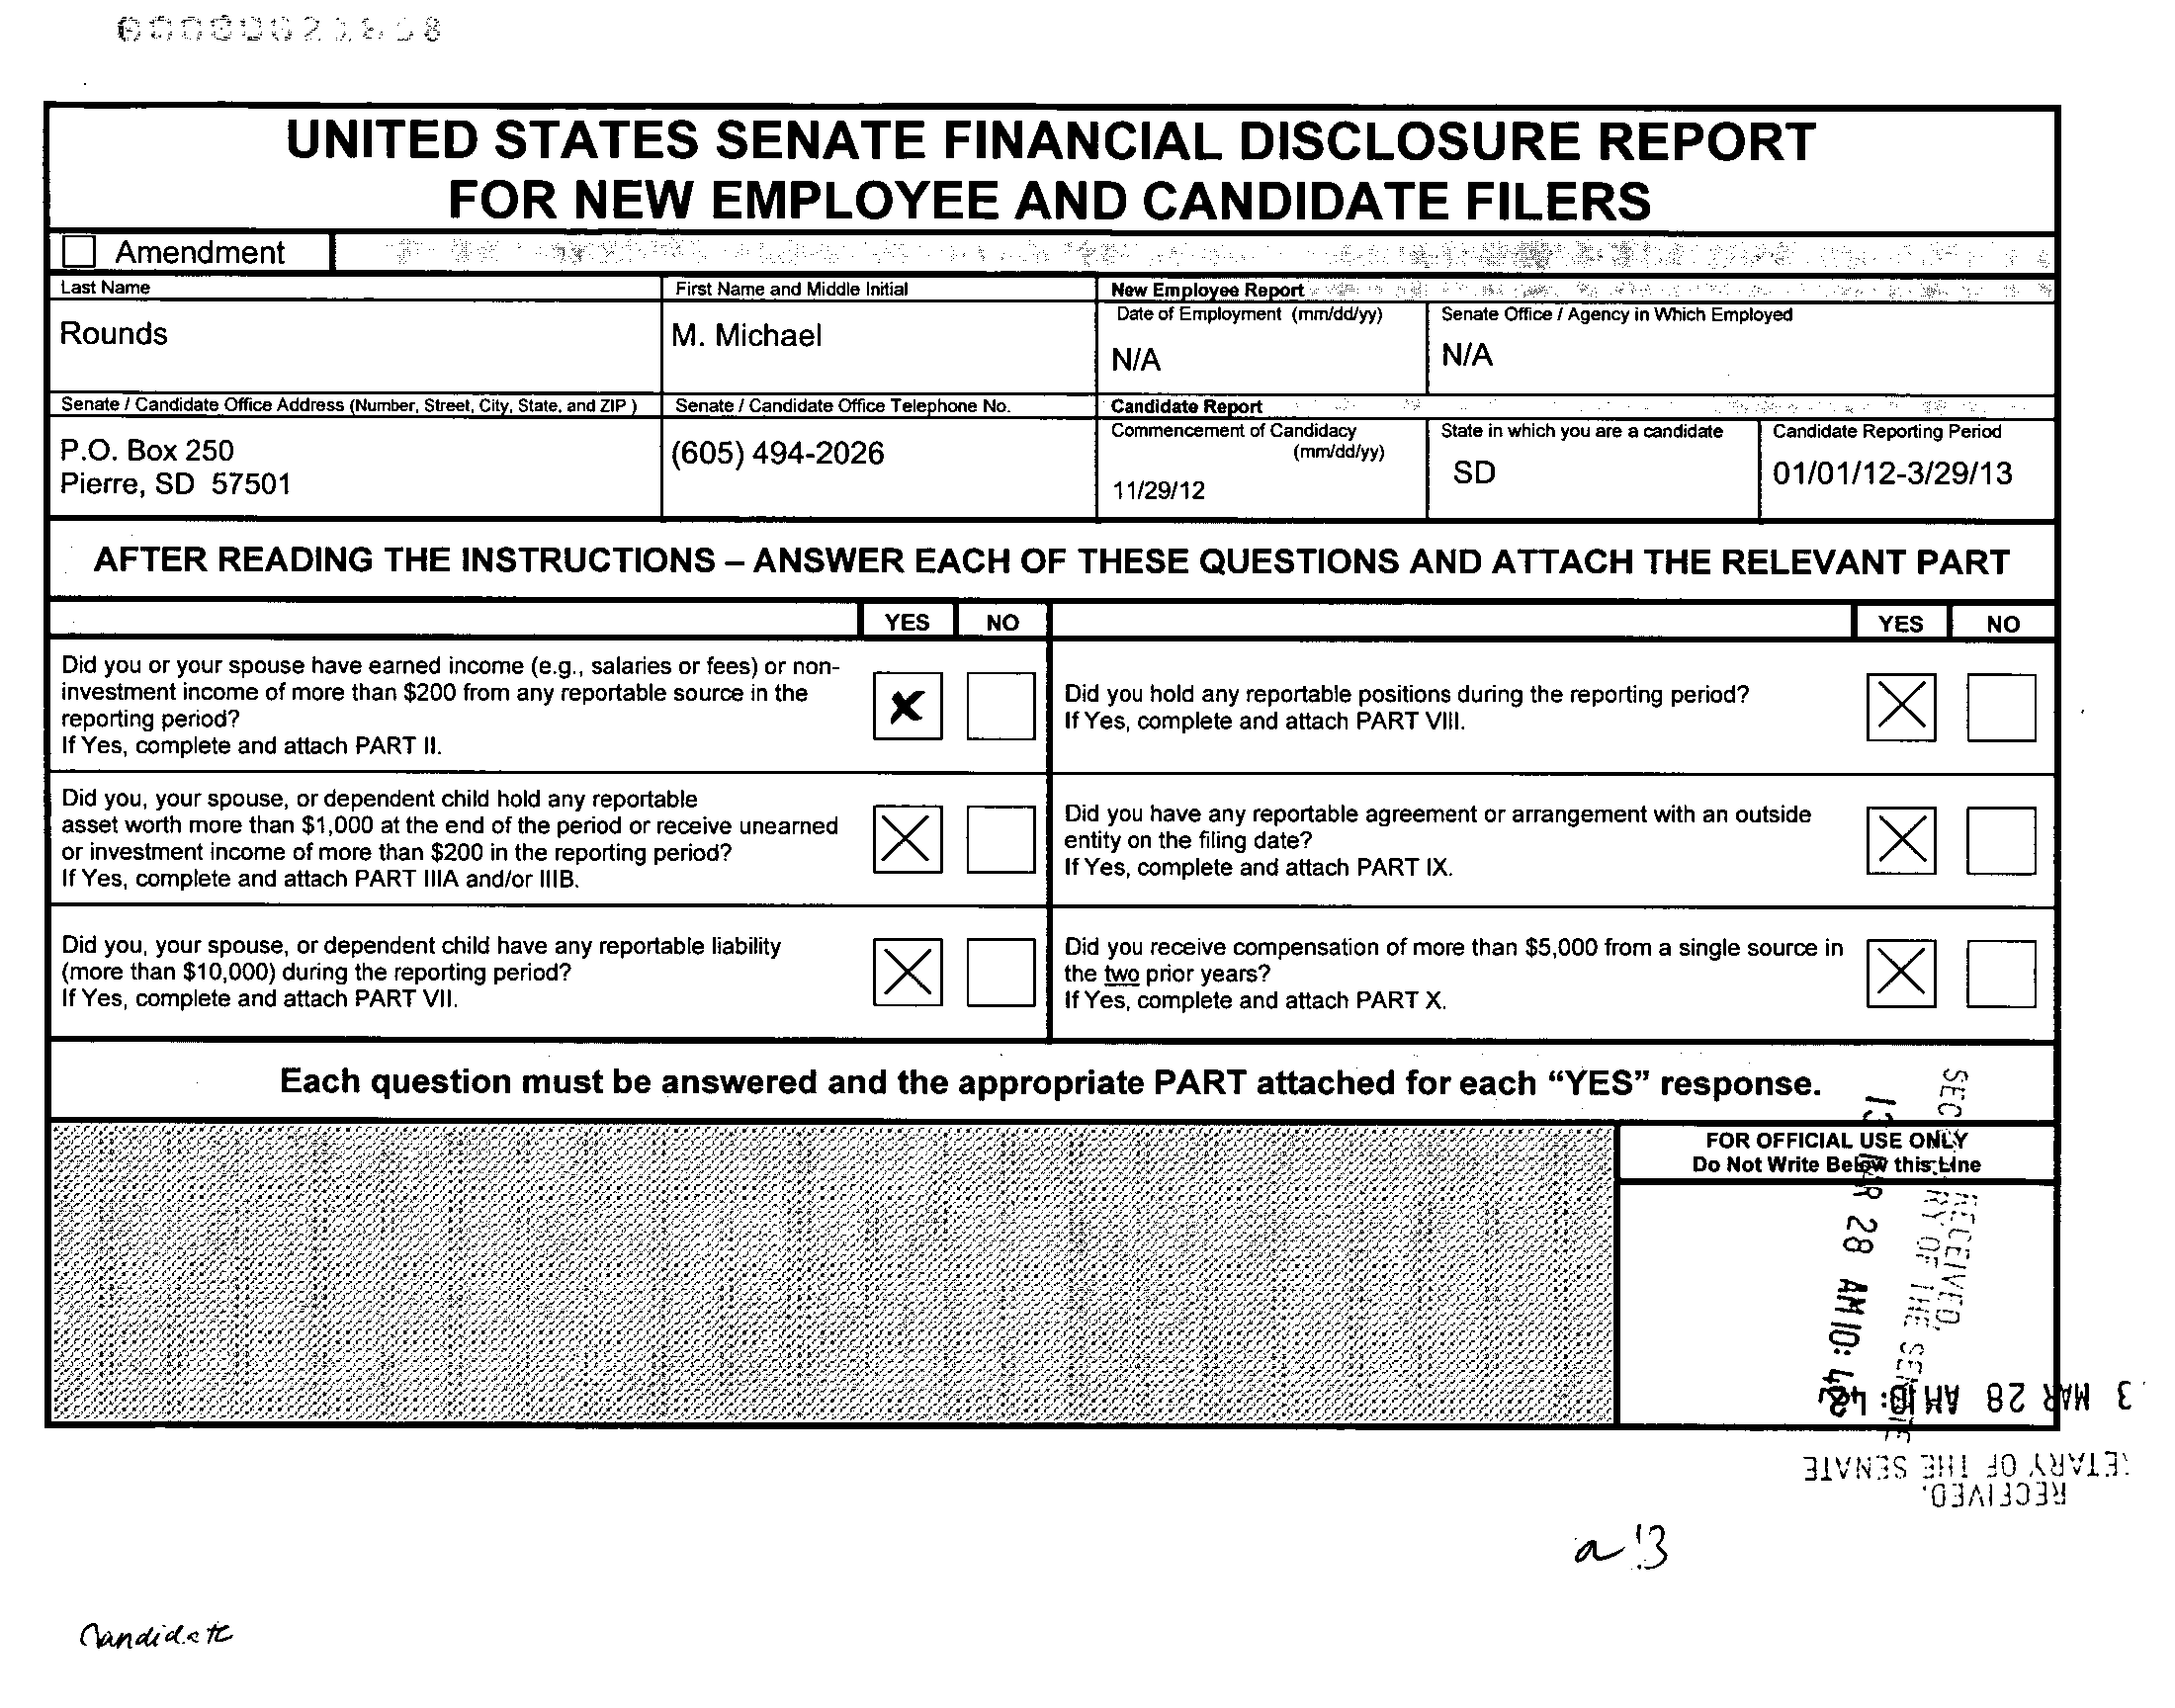 UNITED STATES SENATE FINANCIAL DISCLOSURE REPORT
FOR NEW EMPLOYEE AND CANDIDATE FILERS
Amendment
Last Name
First Name and Middle Initial
New Employee Report
Rounds
M. Michael
Date of Employment (mm/dd/yy)
Senate Office / Agency in Which Employed
N/A
N/A
Senate / Candidate Office Address (Number, Street, City, State, and ZIP )
Senate / Candidate Office Telephone No.
Candidate Report
P.O. Box 250
Pierre, SD 57501
(605) 494-2026
Commencement of Candidacy
(mm/dd/yy)
11/29/12
State in which you are a candidate
SD
Candidate Reporting Period
01/01/12-3/29/13
AFTER READING THE INSTRUCTIONS – ANSWER EACH OF THESE QUESTIONS AND ATTACH THE RELEVANT PART
YES NO
YES NO
Did you or your spouse have earned income (e.g., salaries or fees) or non-
investment income of more than $200 from any reportable source in the
reporting period?
If Yes, complete and attach PART II.
Did you hold any reportable positions during the reporting period?
If Yes, complete and attach PART VIII.
Did you, your spouse, or dependent child hold any reportable
asset worth more than $1,000 at the end of the period or receive unearned
or investment income of more than $200 in the reporting period?
If Yes, complete and attach PART IIIA and/or IIIB.
Did you have any reportable agreement or arrangement with an outside
entity on the filing date?
If Yes, complete and attach PART IX.
Did you, your spouse, or dependent child have any reportable liability
(more than $10,000) during the reporting period?
If Yes, complete and attach PART VII.
Did you receive compensation of more than $5,000 from a single source in
the two prior years?
If Yes, complete and attach PART X.
Each question must be answered and the appropriate PART attached for each “YES” response.
FOR OFFICIAL USE ONLY
Do Not Write Below this Line
RECEIVED,
RY OF THE SENATE
28 AM 10: 42
3 MAR 28 AM 10: 42
ETARY OF THE SENATE
RECEIVED,
a 13
Candidate